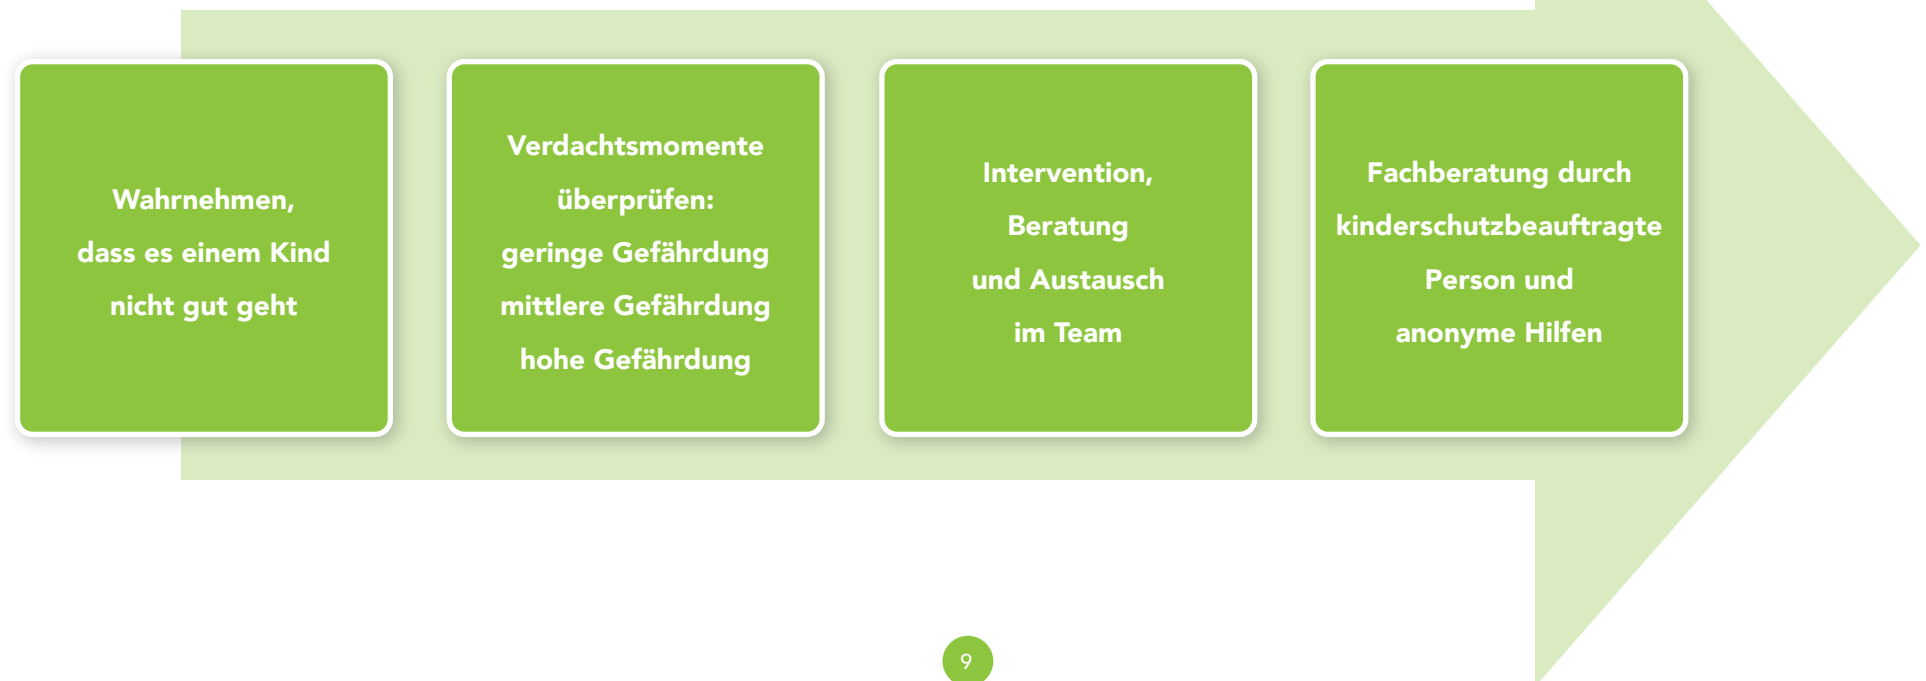 Wahrnehmen,
dass es einem Kind
nicht gut geht
Verdachtsmomente
überprüfen:
geringe Gefährdung
mittlere Gefährdung
hohe Gefährdung
Intervention,
Beratung
und Austausch
im Team
Fachberatung durch
kinderschutzbeauftragte
Person und
anonyme Hilfen
9